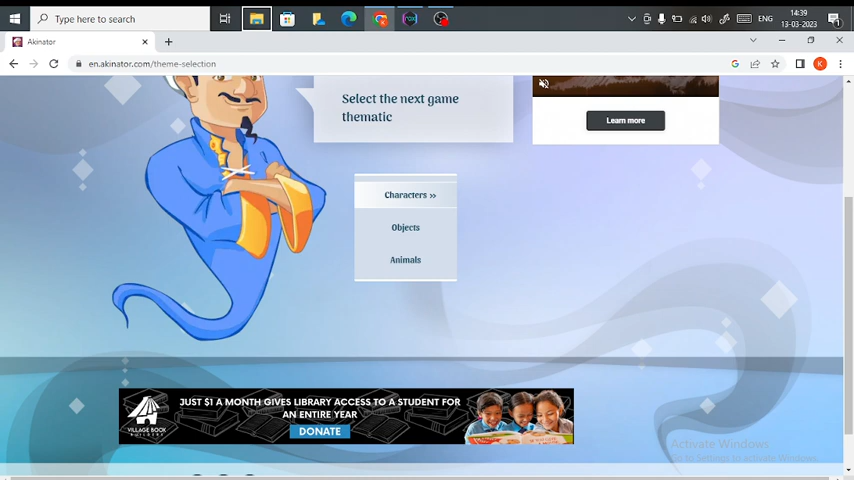 Type here to search
ENG
14:39
13-03-2023
1
Akinator
en.akinator.com/theme-selection
G
K
Select the next game
thematic
Learn more
Characters »
Objects
Animals
JUST $1 A MONTH GIVES LIBRARY ACCESS TO A STUDENT FOR
AN ENTIRE YEAR
DONATE
VILLAGE BOOK
BUILDERS
Activate Windows
Go to Settings to activate Windows.